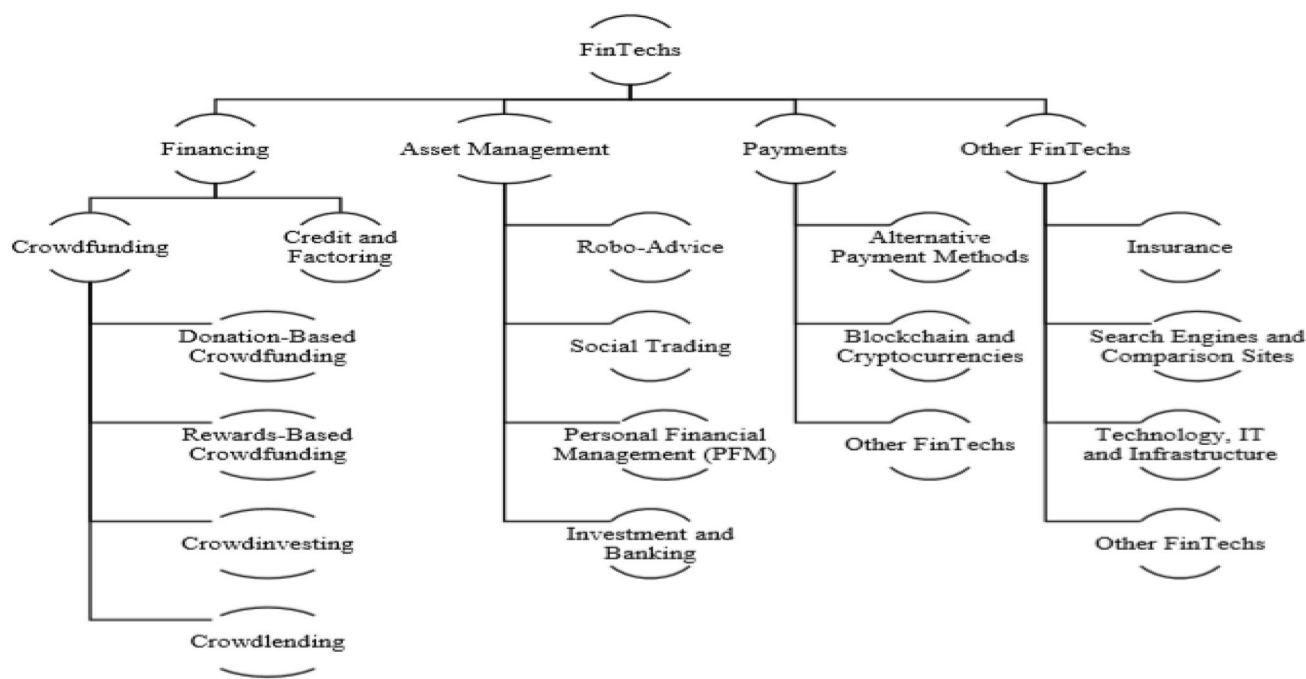 FinTechs
Financing
Asset Management
Payments
Other FinTechs
Crowdfunding
Credit and
Factoring
Donation-Based
Crowdfunding
Rewards-Based
Crowdfunding
Crowdinvesting
Crowdlending
Robo-Advice
Social Trading
Personal Financial
Management (PFM)
Investment and
Banking
Alternative
Payment Methods
Blockchain and
Cryptocurrencies
Other FinTechs
Insurance
Search Engines and
Comparison Sites
Technology, IT
and Infrastructure
Other FinTechs